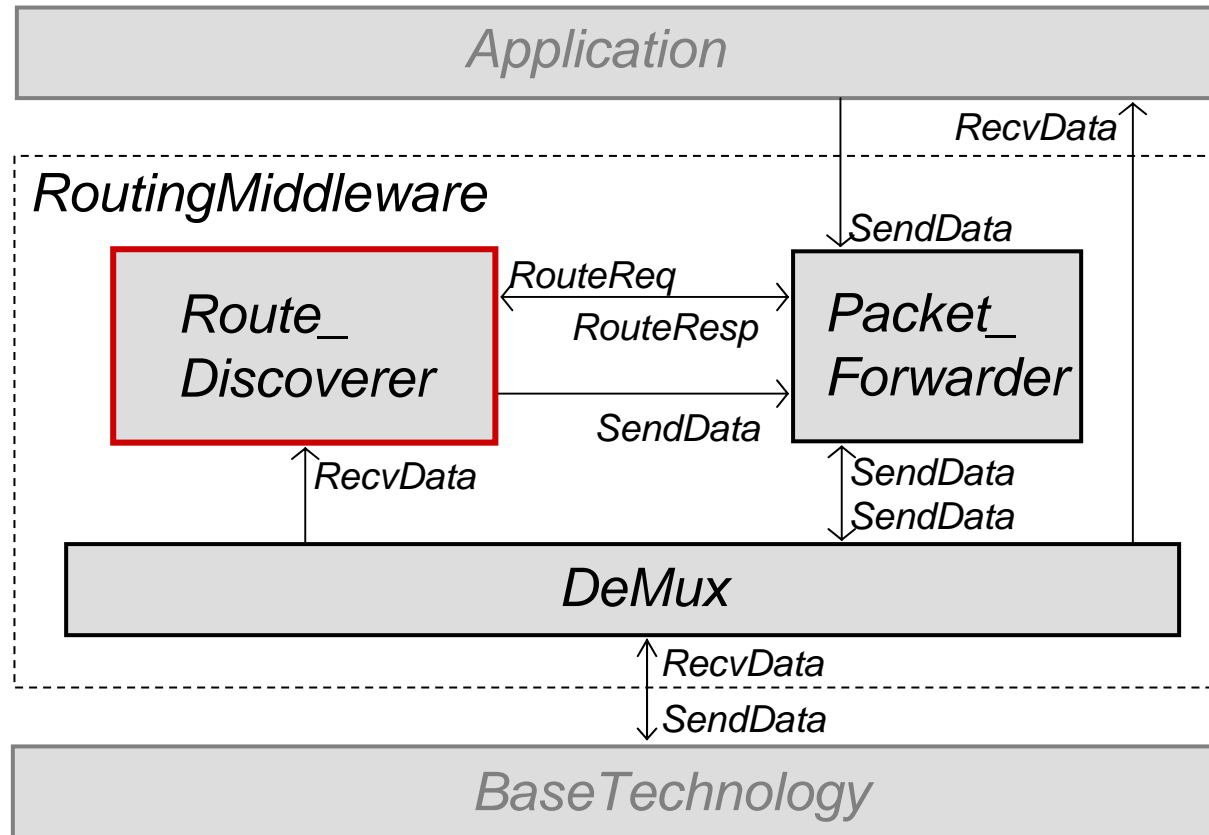 Application
RecvData
RoutingMiddleware
SendData
RouteReq
RouteResp
Route_
Discoverer
Packet_
Forwarder
SendData
RecvData
SendData
SendData
DeMux
RecvData
SendData
BaseTechnology